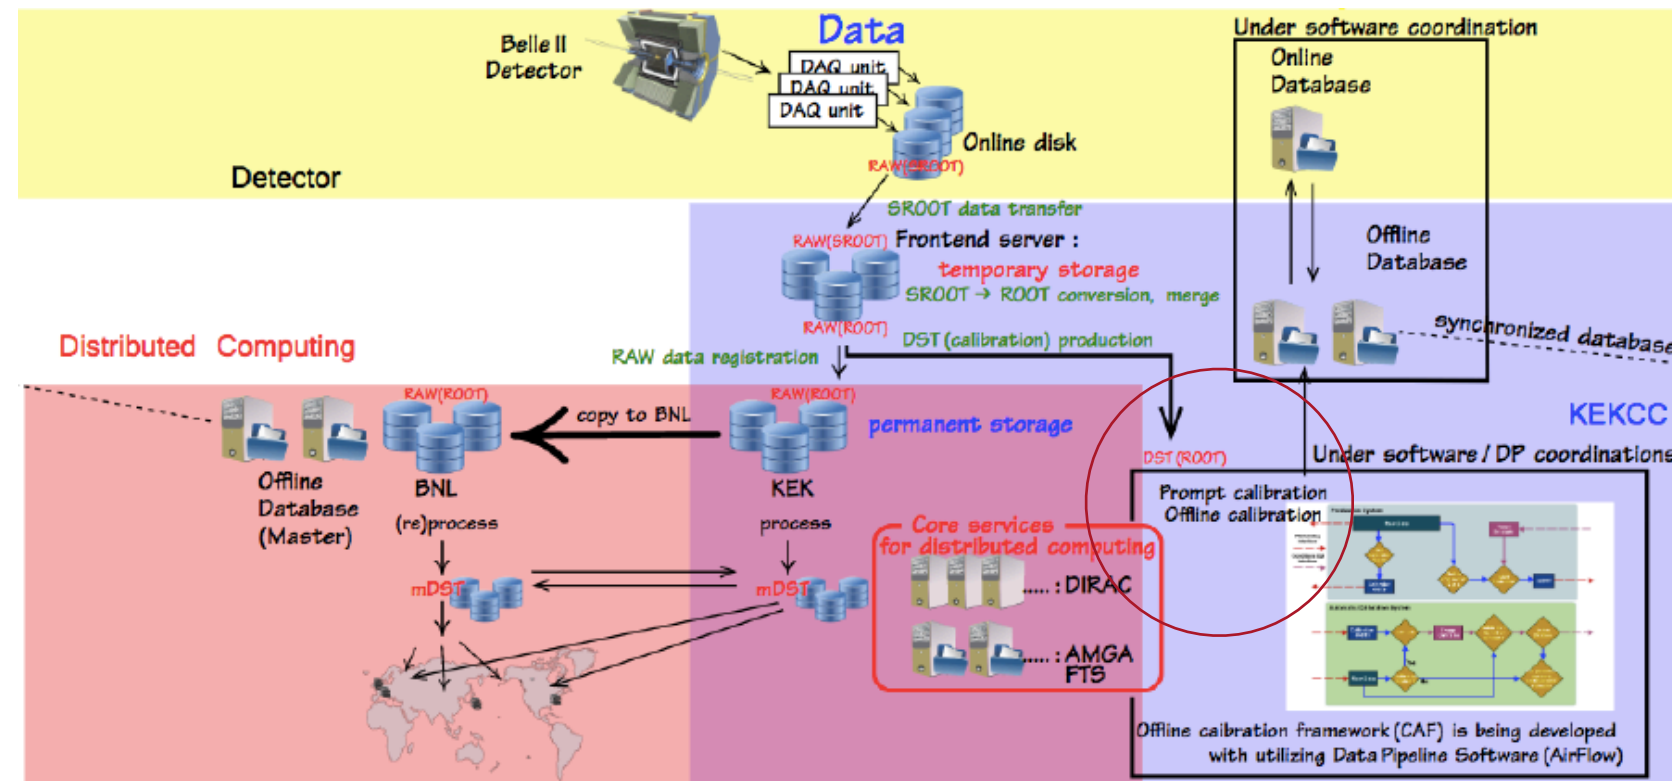 Data
Under software coordination
Belle II
Detector
DAQ unit
DAQ unit
DAQ unit
Online
Database
Online disk
RAW(SROOT)
Detector
SROOT data transfer
RAW(SROOT) Frontend server :
temporary storage
SROOT → ROOT conversion, merge
RAW(ROOT)
Offline
Database
synchronized database
DST (calibration) production
RAW data registration
Distributed Computing
RAW(ROOT)
copy to BNL
RAW(ROOT)
permanent storage
KEKCC
DST (ROOT)
Under software / DP coordinations
Offline
Database
(Master)
BNL
KEK
(re)process
process
mDST
mDST
Core services
for distributed computing
..... : DIRAC
..... : AMGA
FTS
Prompt calibration
Offline calibration
Offline caibration framework (CAF) is being developed
with utilizing Data Pipeline Software (AirFlow)